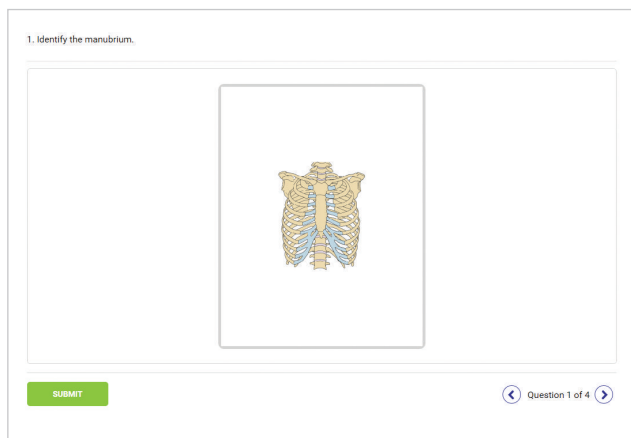 1. Identify the manubrium.
SUBMIT
Question 1 of 4